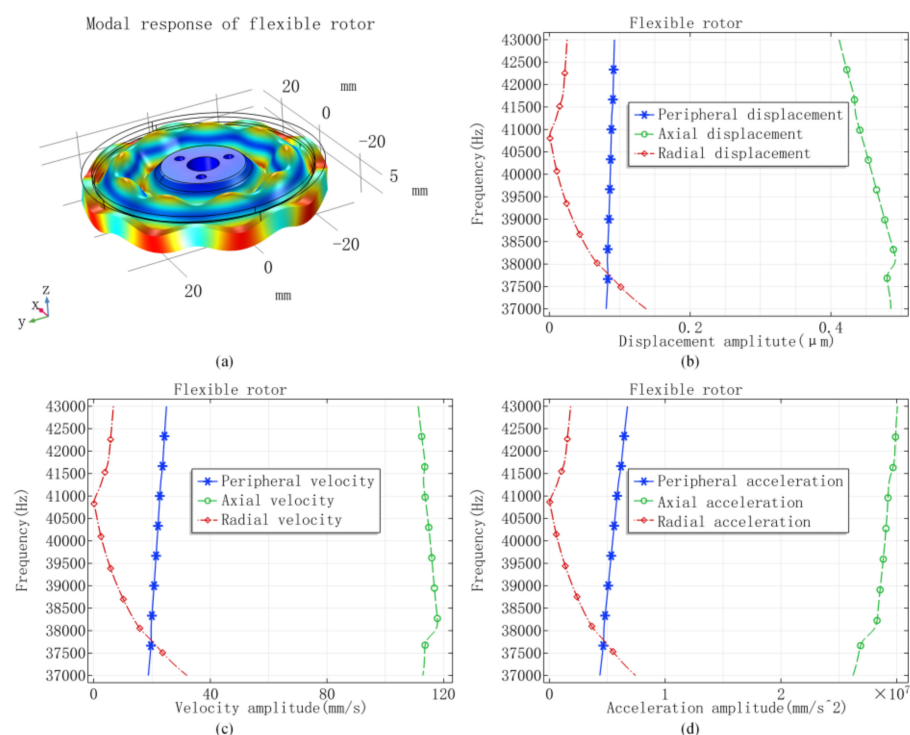 Modal response of flexible rotor
20
mm
0
-20
5
mm
-20
0
20
mm
z
x
y
(a)
Flexible rotor
43000
42500
42000
41500
41000
40500
40000
39500
39000
38500
38000
37500
37000
Frequency(Hz)
Peripheral displacement
Axial displacement
Radial displacement
0
0.2
0.4
Displacement amplitute(μm)
(b)
Flexible rotor
43000
42500
42000
41500
41000
40500
40000
39500
39000
38500
38000
37500
37000
Frequency(Hz)
Peripheral velocity
Axial velocity
Radial velocity
0
40
80
120
Velocity amplitude(mm/s)
(c)
Flexible rotor
43000
42500
42000
41500
41000
40500
40000
39500
39000
38500
38000
37500
37000
Frequency(Hz)
Peripheral acceleration
Axial acceleration
Radial acceleration
0
1
2
×10⁷
Acceleration amplitude(mm/s^2)
(d)